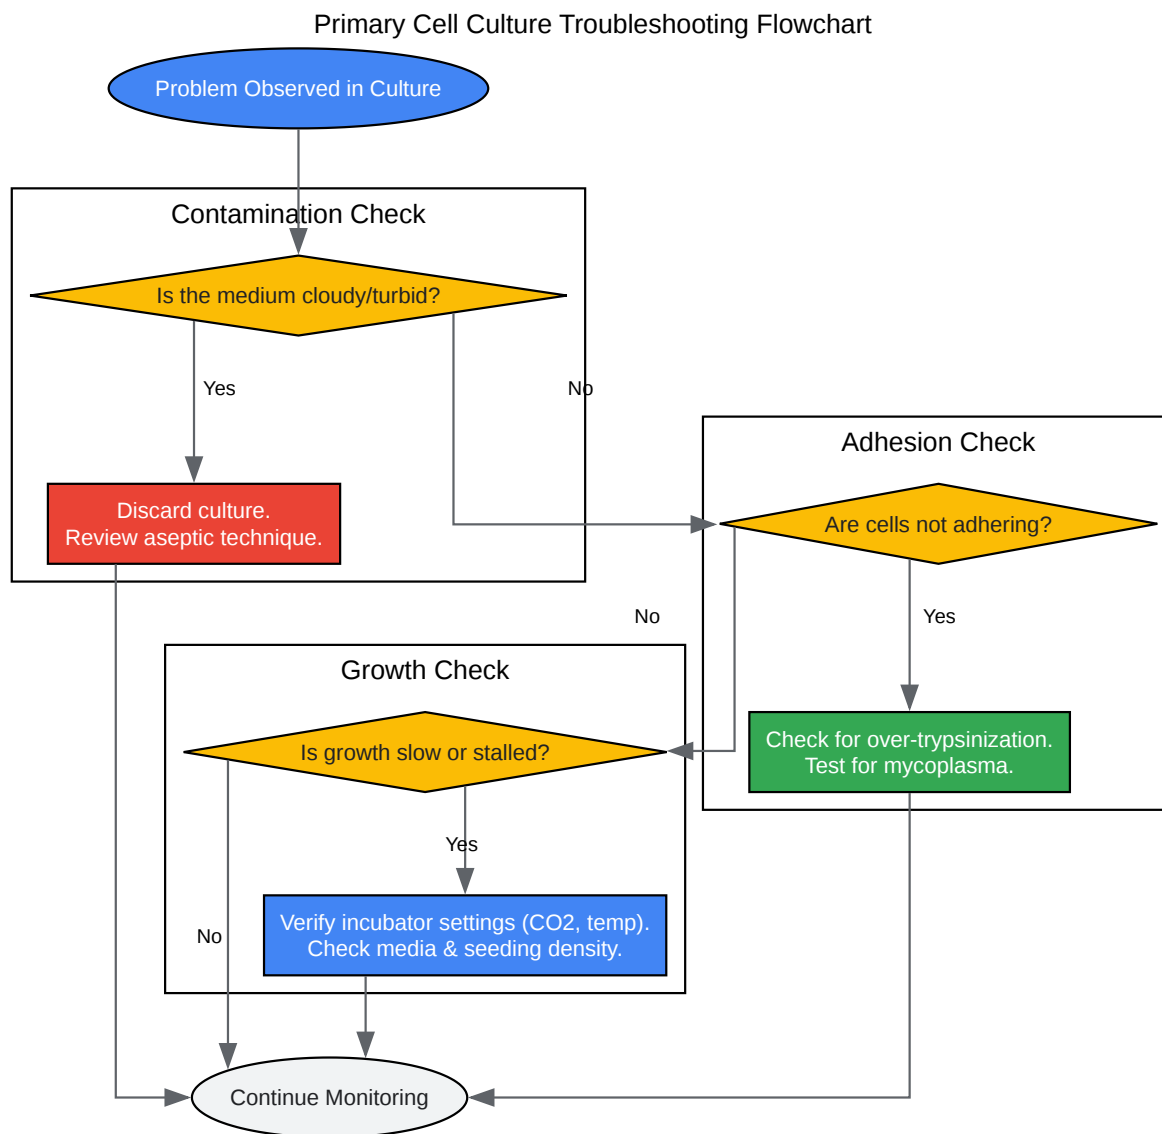 Primary Cell Culture Troubleshooting Flowchart
Problem Observed in Culture
Contamination Check
Is the medium cloudy/turbid?
Yes
No
Discard culture.
Review aseptic technique.
Adhesion Check
Are cells not adhering?
No
Yes
Check for over-trypsinization.
Test for mycoplasma.
Growth Check
Is growth slow or stalled?
Yes
No
Verify incubator settings (CO2, temp).
Check media & seeding density.
Continue Monitoring